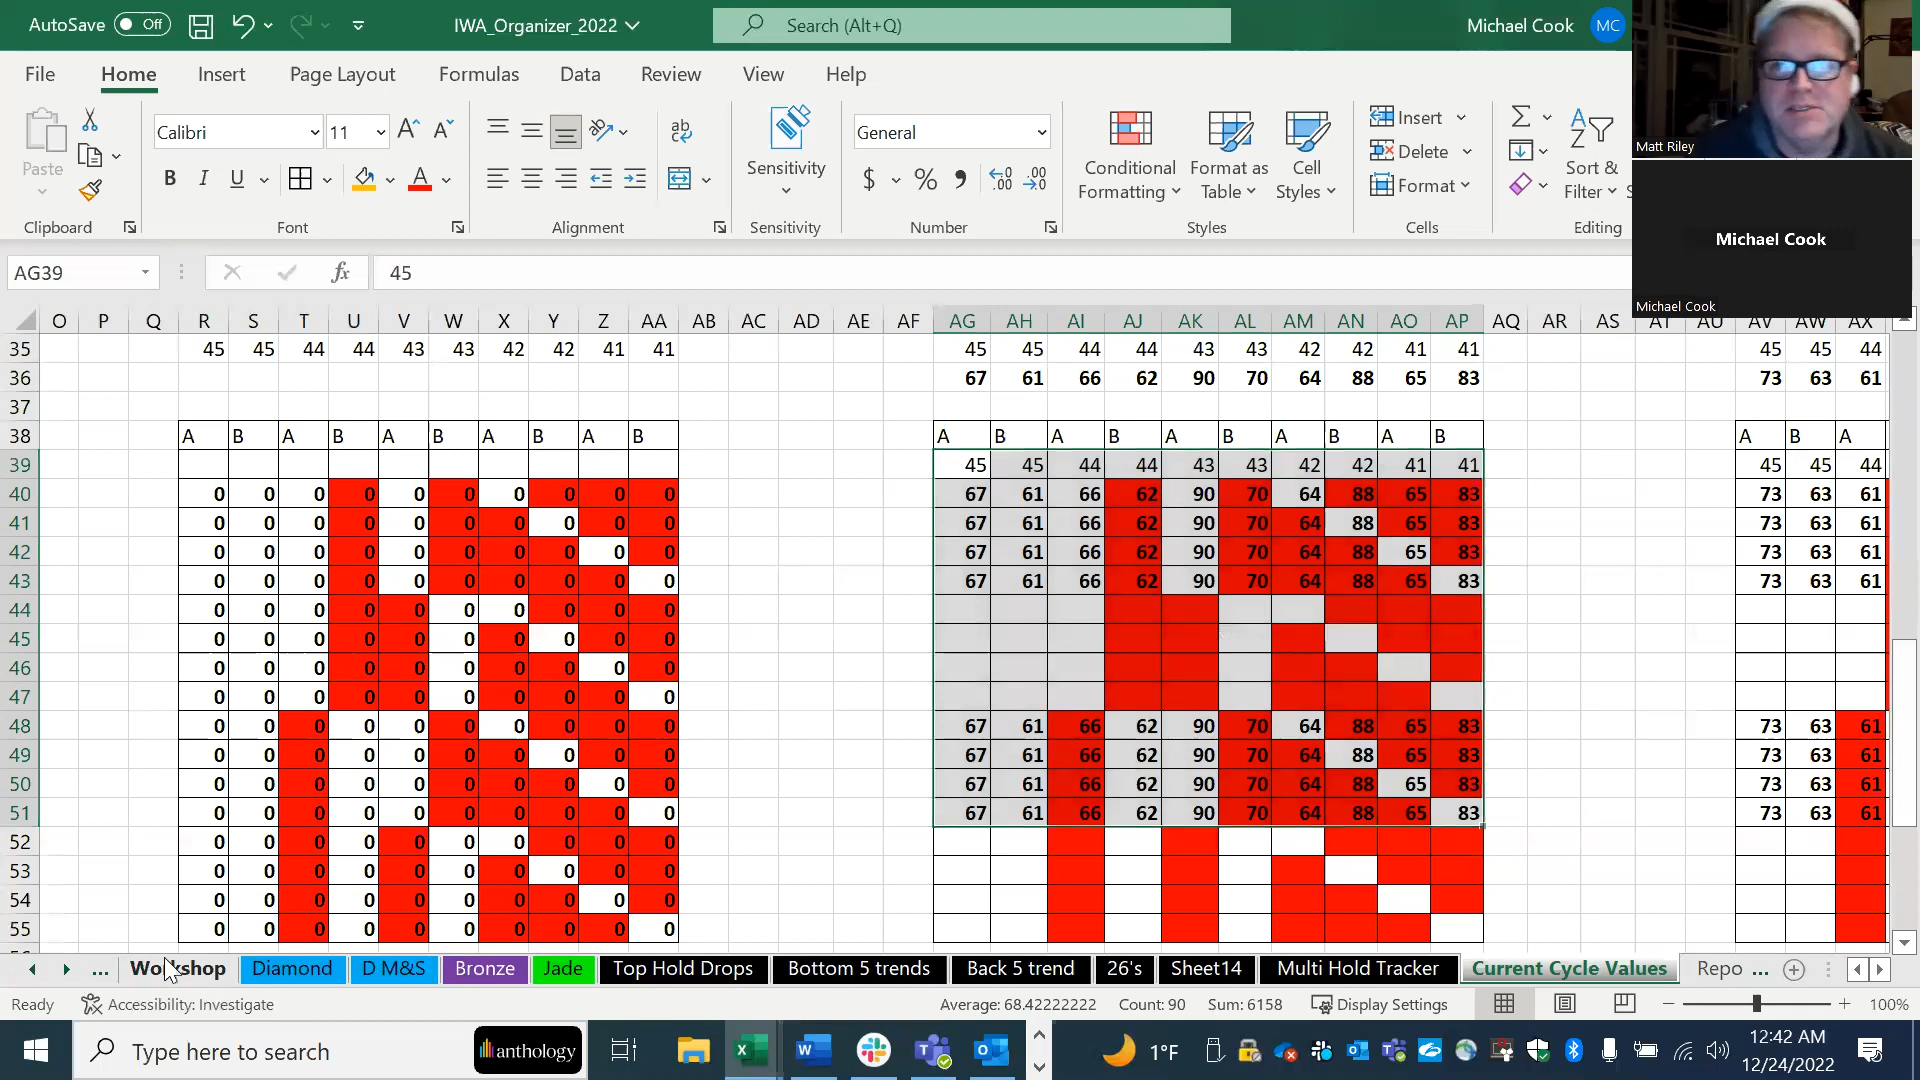 AutoSave Off IWA_Organizer_2022 Search (Alt+Q) Michael Cook MC
File Home Insert Page Layout Formulas Data Review View Help
Matt Riley
Paste Calibri 11 Sensitivity General Conditional Formatting Format as Table Cell Styles Insert Delete Format Sort & Filter
Clipboard Font Alignment Sensitivity Number Styles Cells Editing
Michael Cook
Michael Cook
AG39 fx 45
O P Q R S T U V W X Y Z AA AB AC AD AE AF AG AH AI AJ AK AL AM AN AO AP AQ AR AS AT AU AV AW AX
35 45 45 44 44 43 43 42 42 41 41 45 45 44 44 43 43 42 42 41 41 45 45 44
36 67 61 66 62 90 70 64 88 65 83 73 63 61
37
38 A B A B A B A B A B A B A B A B A B A B A B A
39 45 45 44 44 43 43 42 42 41 41 45 45 44
40 0 0 0 0 0 0 0 0 0 0 67 61 66 62 90 70 64 88 65 83 73 63 61
41 0 0 0 0 0 0 0 0 0 0 67 61 66 62 90 70 64 88 65 83 73 63 61
42 0 0 0 0 0 0 0 0 0 0 67 61 66 62 90 70 64 88 65 83 73 63 61
43 0 0 0 0 0 0 0 0 0 0 67 61 66 62 90 70 64 88 65 83 73 63 61
44 0 0 0 0 0 0 0 0 0 0
45 0 0 0 0 0 0 0 0 0 0
46 0 0 0 0 0 0 0 0 0 0
47 0 0 0 0 0 0 0 0 0 0
48 0 0 0 0 0 0 0 0 0 0 67 61 66 62 90 70 64 88 65 83 73 63 61
49 0 0 0 0 0 0 0 0 0 0 67 61 66 62 90 70 64 88 65 83 73 63 61
50 0 0 0 0 0 0 0 0 0 0 67 61 66 62 90 70 64 88 65 83 73 63 61
51 0 0 0 0 0 0 0 0 0 0 67 61 66 62 90 70 64 88 65 83 73 63 61
52 0 0 0 0 0 0 0 0 0 0
53 0 0 0 0 0 0 0 0 0 0
54 0 0 0 0 0 0 0 0 0 0
55 0 0 0 0 0 0 0 0 0 0
... Workshop Diamond D M&S Bronze Jade Top Hold Drops Bottom 5 trends Back 5 trend 26's Sheet14 Multi Hold Tracker Current Cycle Values Repo ...
Ready Accessibility: Investigate Average: 68.42222222 Count: 90 Sum: 6158 Display Settings 100%
Type here to search anthology 1°F 12:42 AM
12/24/2022